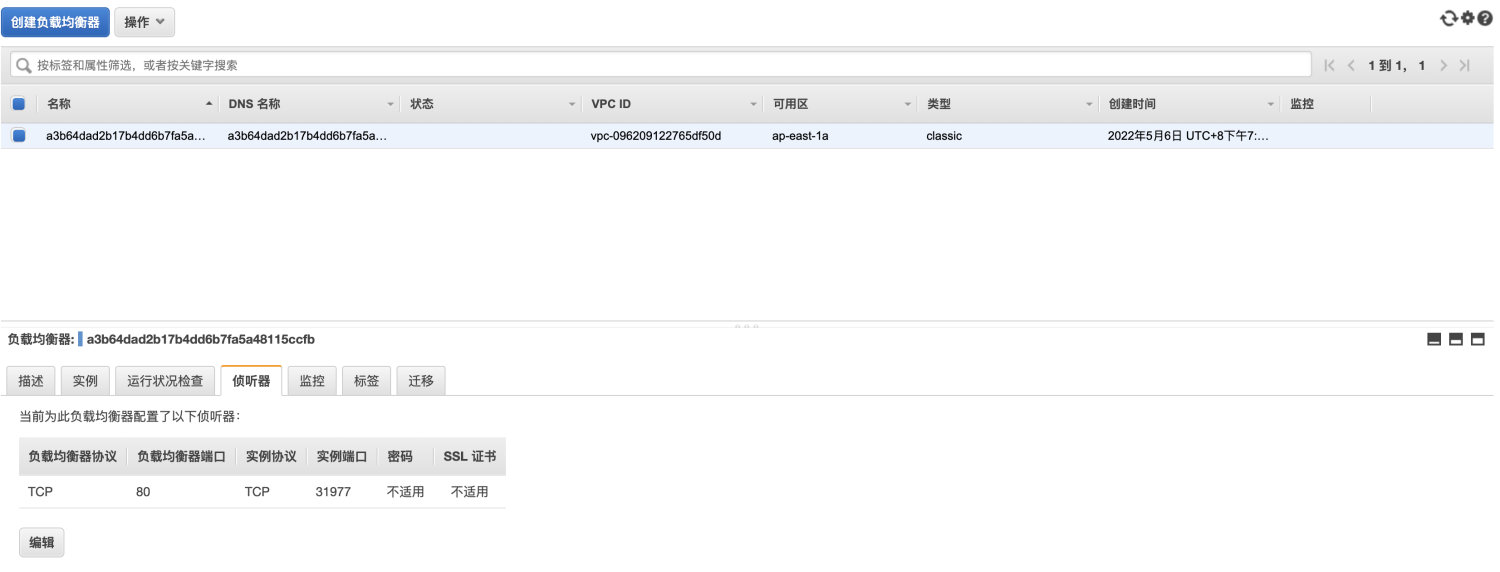 创建负载均衡器 操作
按标签和属性筛选，或者按关键字搜索 1 到 1， 1
名称 DNS 名称 状态 VPC ID 可用区 类型 创建时间 监控
a3b64dad2b17b4dd6b7fa5a... a3b64dad2b17b4dd6b7fa5a... vpc-096209122765df50d ap-east-1a classic 2022年5月6日 UTC+8下午7:...
负载均衡器: a3b64dad2b17b4dd6b7fa5a48115ccfb
描述 实例 运行状况检查 侦听器 监控 标签 迁移
当前为此负载均衡器配置了以下侦听器：
负载均衡器协议 负载均衡器端口 实例协议 实例端口 密码 SSL 证书
TCP 80 TCP 31977 不适用 不适用
编辑